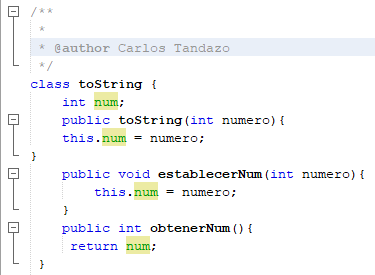 /**
*
* @author Carlos Tandazo
*/
class toString {
int num;
public toString(int numero){
this.num = numero;
}
public void establecerNum(int numero){
this.num = numero;
}
public int obtenerNum(){
return num;
}